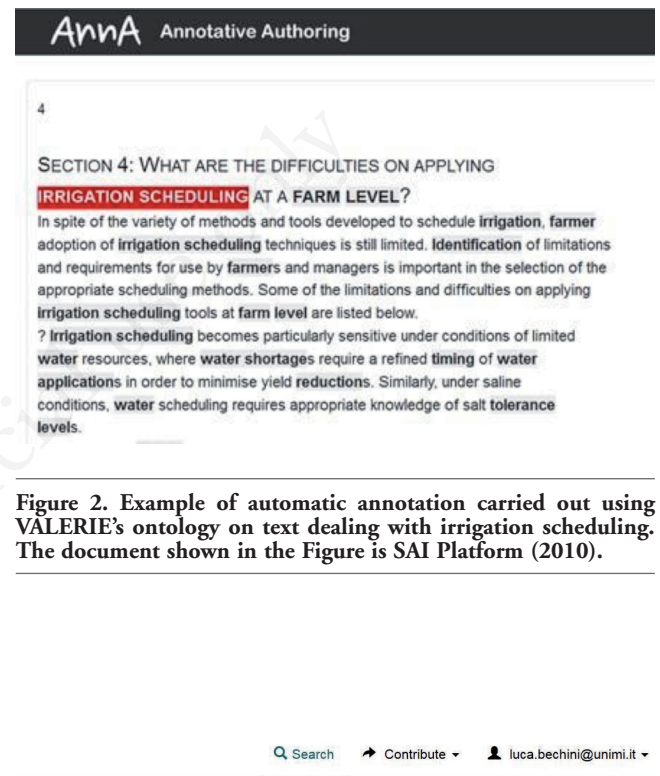 AnnA Annotative Authoring
4
SECTION 4: WHAT ARE THE DIFFICULTIES ON APPLYING
IRRIGATION SCHEDULING AT A FARM LEVEL?
In spite of the variety of methods and tools developed to schedule irrigation, farmer
adoption of irrigation scheduling techniques is still limited. Identification of limitations
and requirements for use by farmers and managers is important in the selection of the
appropriate scheduling methods. Some of the limitations and difficulties on applying
irrigation scheduling tools at farm level are listed below.
? Irrigation scheduling becomes particularly sensitive under conditions of limited
water resources, where water shortages require a refined timing of water
applications in order to minimise yield reductions. Similarly, under saline
conditions, water scheduling requires appropriate knowledge of salt tolerance
levels.
Figure 2. Example of automatic annotation carried out using
VALERIE's ontology on text dealing with irrigation scheduling.
The document shown in the Figure is SAI Platform (2010).
Search Contribute luca.bechini@unimi.it